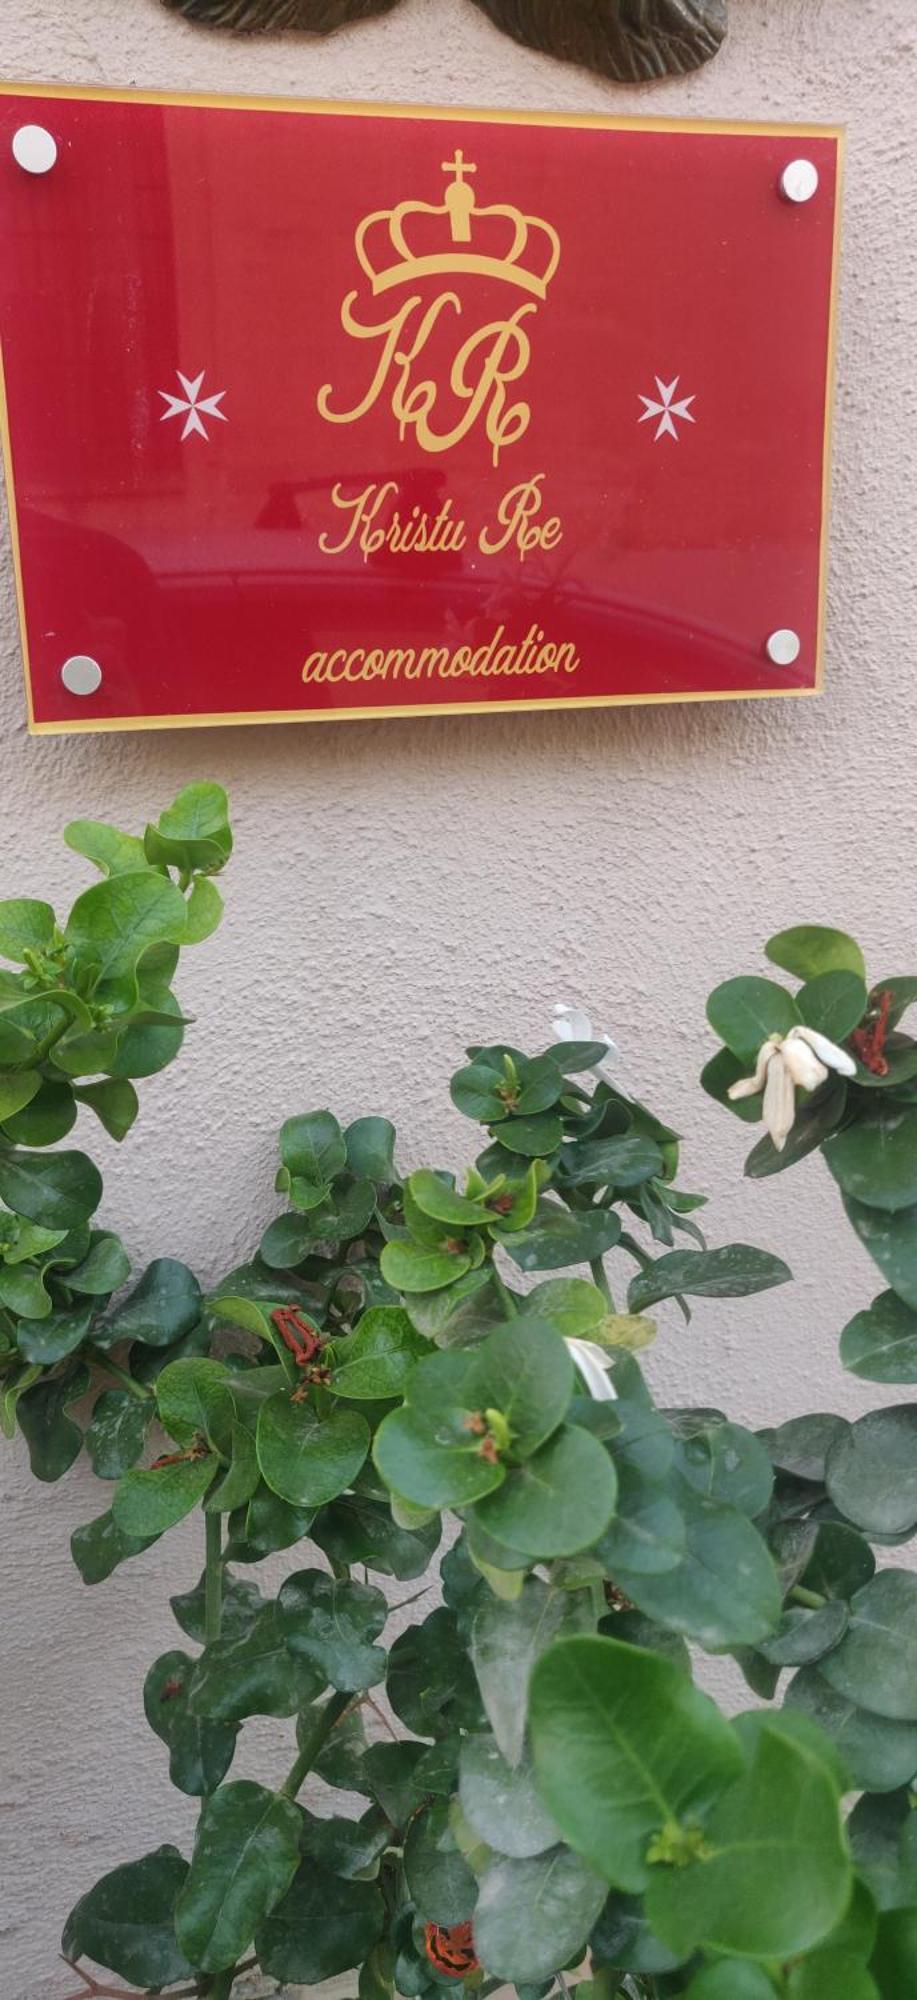 KR
Kristu Re
accommodation